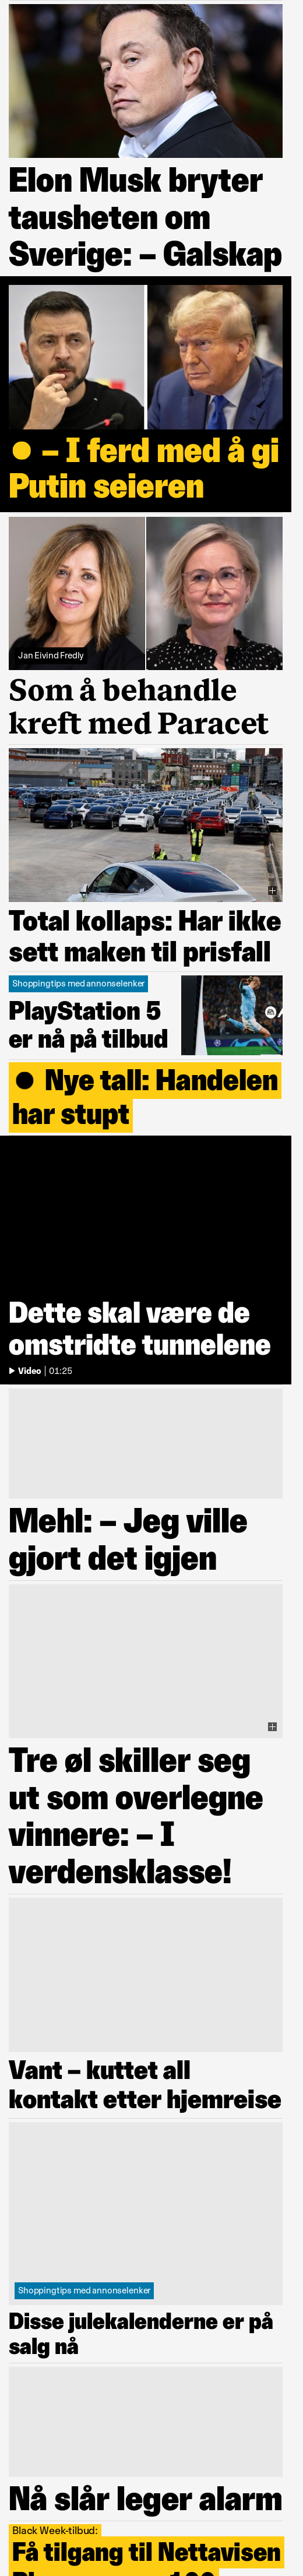 Elon Musk bryter
tausheten om
Sverige: – Galskap
● – I ferd med å gi
Putin seieren
Jan Eivind Fredly
Som å behandle
kreft med Paracet
Total kollaps: Har ikke
sett maken til prisfall
Shoppingtips med annonselenker
PlayStation 5
er nå på tilbud
● Nye tall: Handelen
har stupt
Dette skal være de
omstridte tunnelene
Video | 01:25
Mehl: – Jeg ville
gjort det igjen
Tre øl skiller seg
ut som overlegne
vinnere: – I
verdensklasse!
Vant – kuttet all
kontakt etter hjemreise
Shoppingtips med annonselenker
Disse julekalenderne er på
salg nå
Nå slår leger alarm
Black Week-tilbud:
Få tilgang til Nettavisen